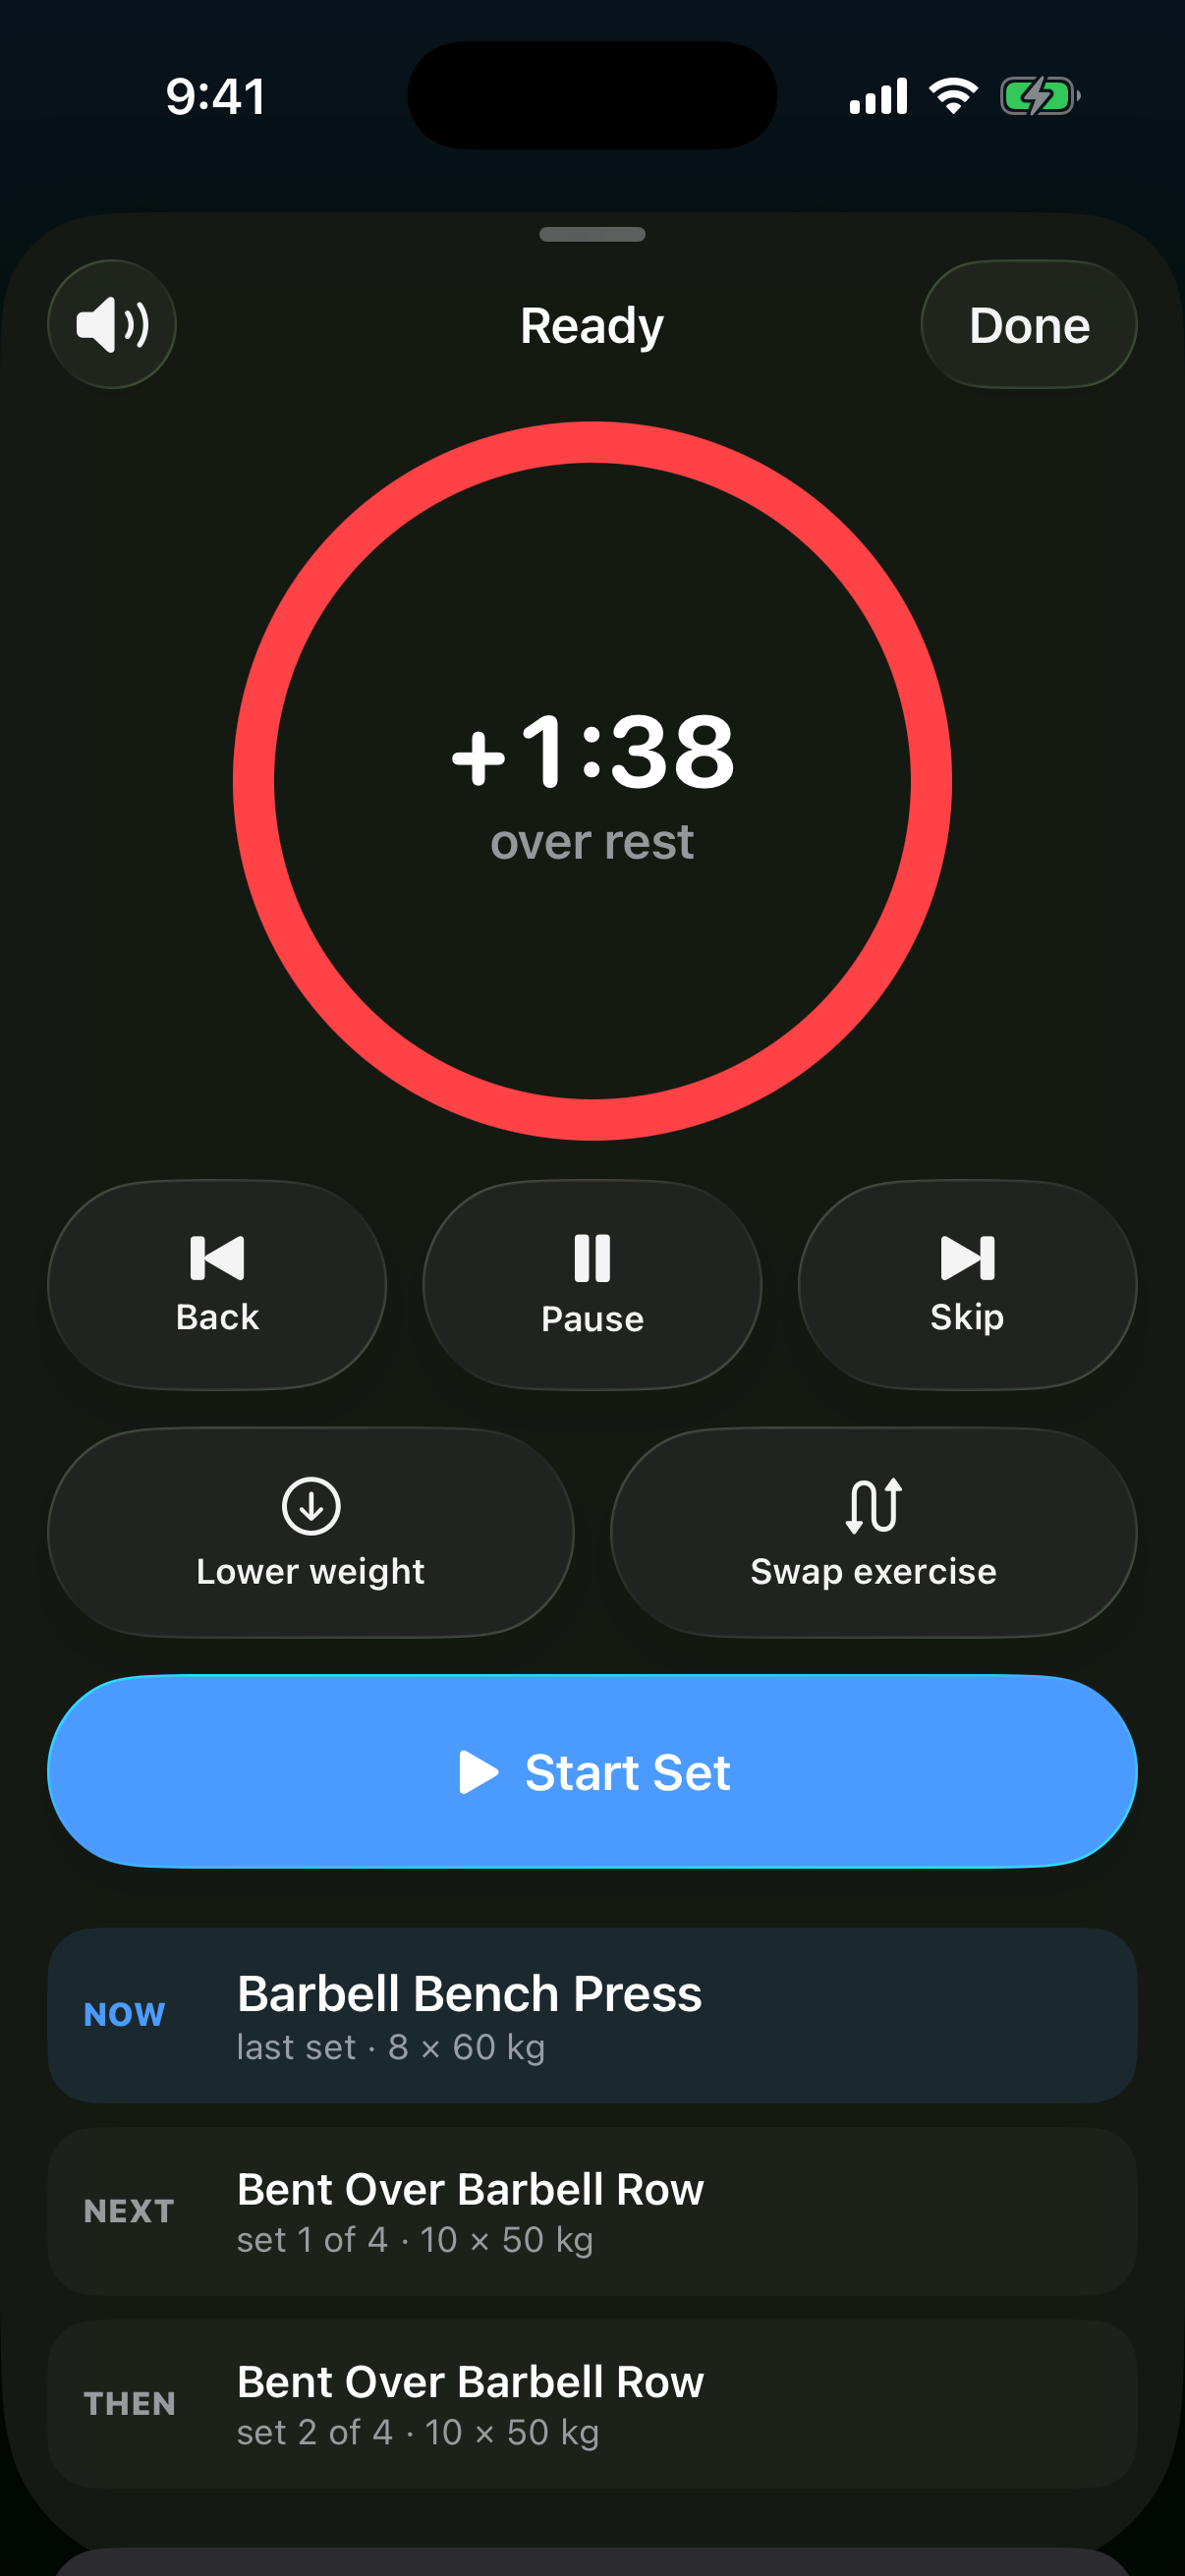 9:41
Ready
Done
+1:38
over rest
Back
Pause
Skip
Lower weight
Swap exercise
Start Set
NOW
Barbell Bench Press
last set · 8 × 60 kg
NEXT
Bent Over Barbell Row
set 1 of 4 · 10 × 50 kg
THEN
Bent Over Barbell Row
set 2 of 4 · 10 × 50 kg